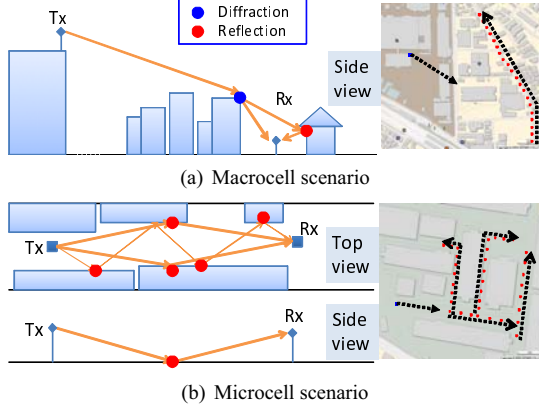 Tx
Diffraction
Reflection
Rx
Side
view
(a) Macrocell scenario
Tx
Rx
Top
view
Tx
Rx
Side
view
(b) Microcell scenario